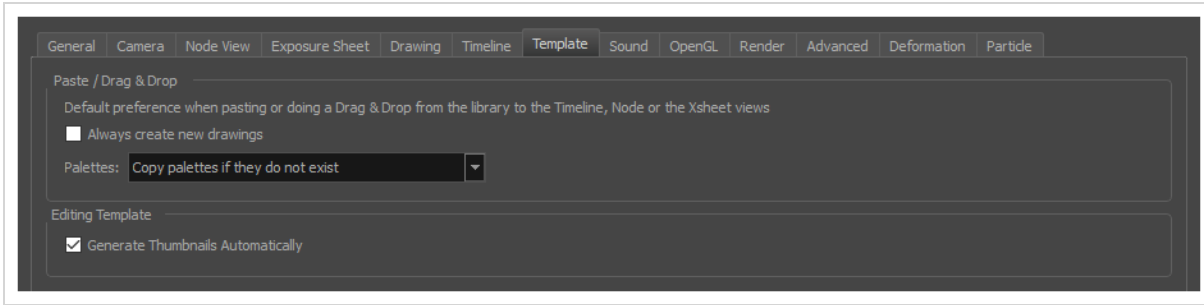 General Camera Node View Exposure Sheet Drawing Timeline Template Sound OpenGL Render Advanced Deformation Particle
Paste / Drag & Drop
Default preference when pasting or doing a Drag & Drop from the library to the Timeline, Node or the Xsheet views
Always create new drawings
Palettes: Copy palettes if they do not exist
Editing Template
Generate Thumbnails Automatically